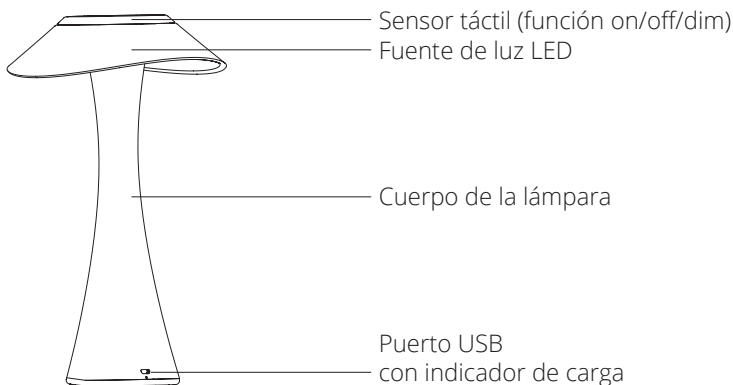 Sensor táctil (función on/off/dim)
Fuente de luz LED
Cuerpo de la lámpara
Puerto USB
con indicador de carga